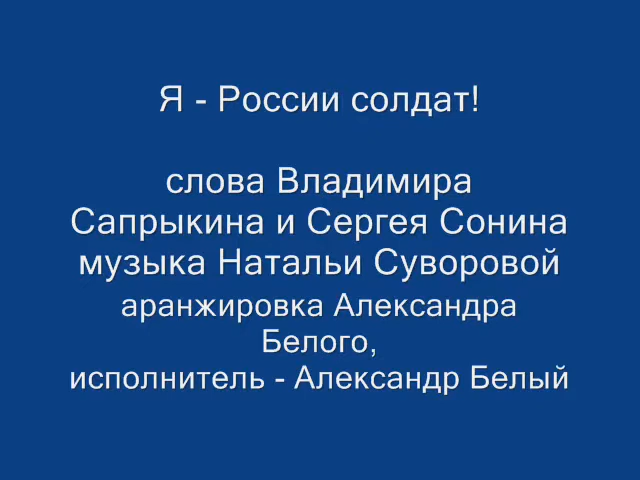 Я - России солдат!
слова Владимира
Сапрыкина и Сергея Сонина
музыка Натальи Суворовой
аранжировка Александра
Белого,
исполнитель - Александр Белый